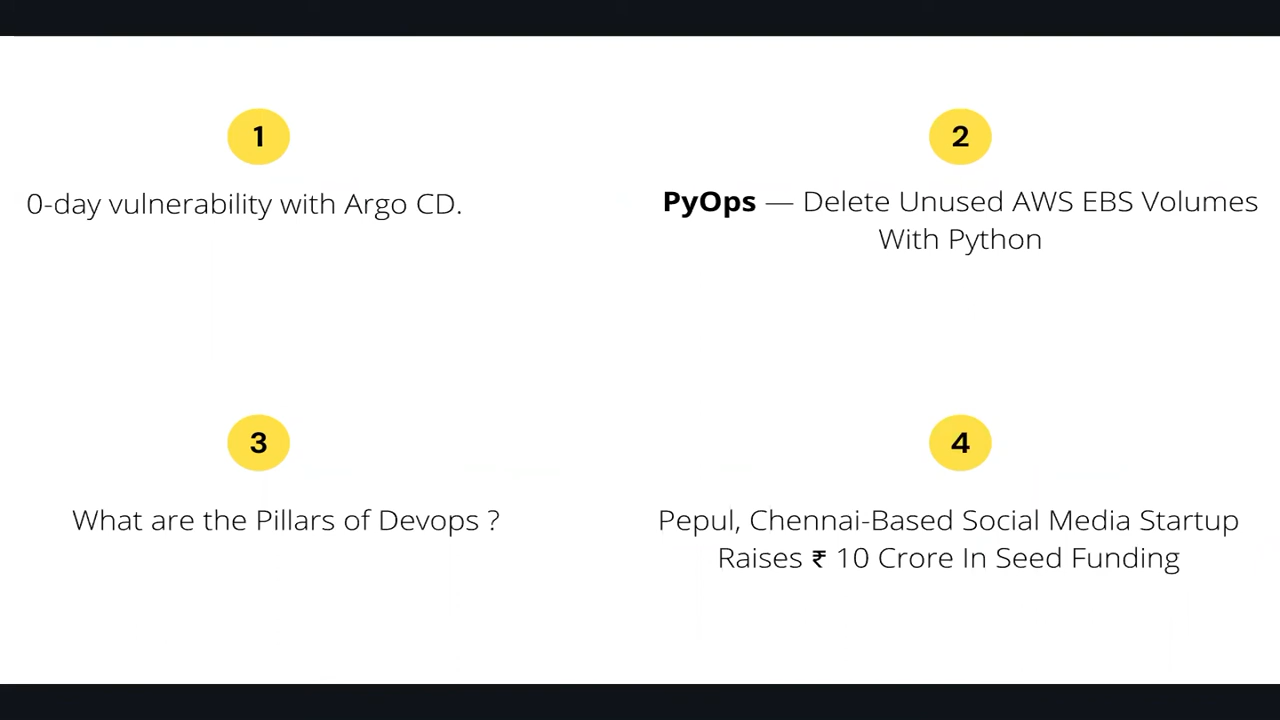 1
0-day vulnerability with Argo CD.
2
PyOps — Delete Unused AWS EBS Volumes
With Python
3
What are the Pillars of Devops ?
4
Pepul, Chennai-Based Social Media Startup
Raises ₹ 10 Crore In Seed Funding